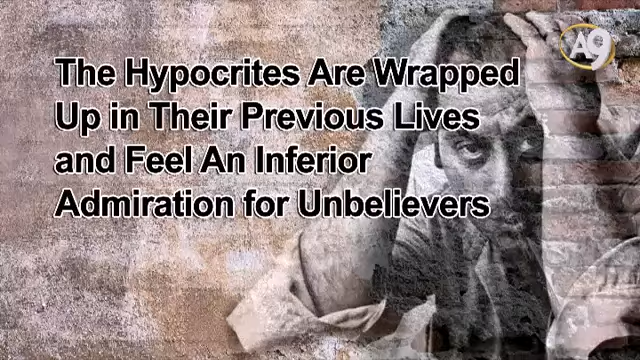 A9
The Hypocrites Are Wrapped
Up in Their Previous Lives
and Feel An Inferior
Admiration for Unbelievers